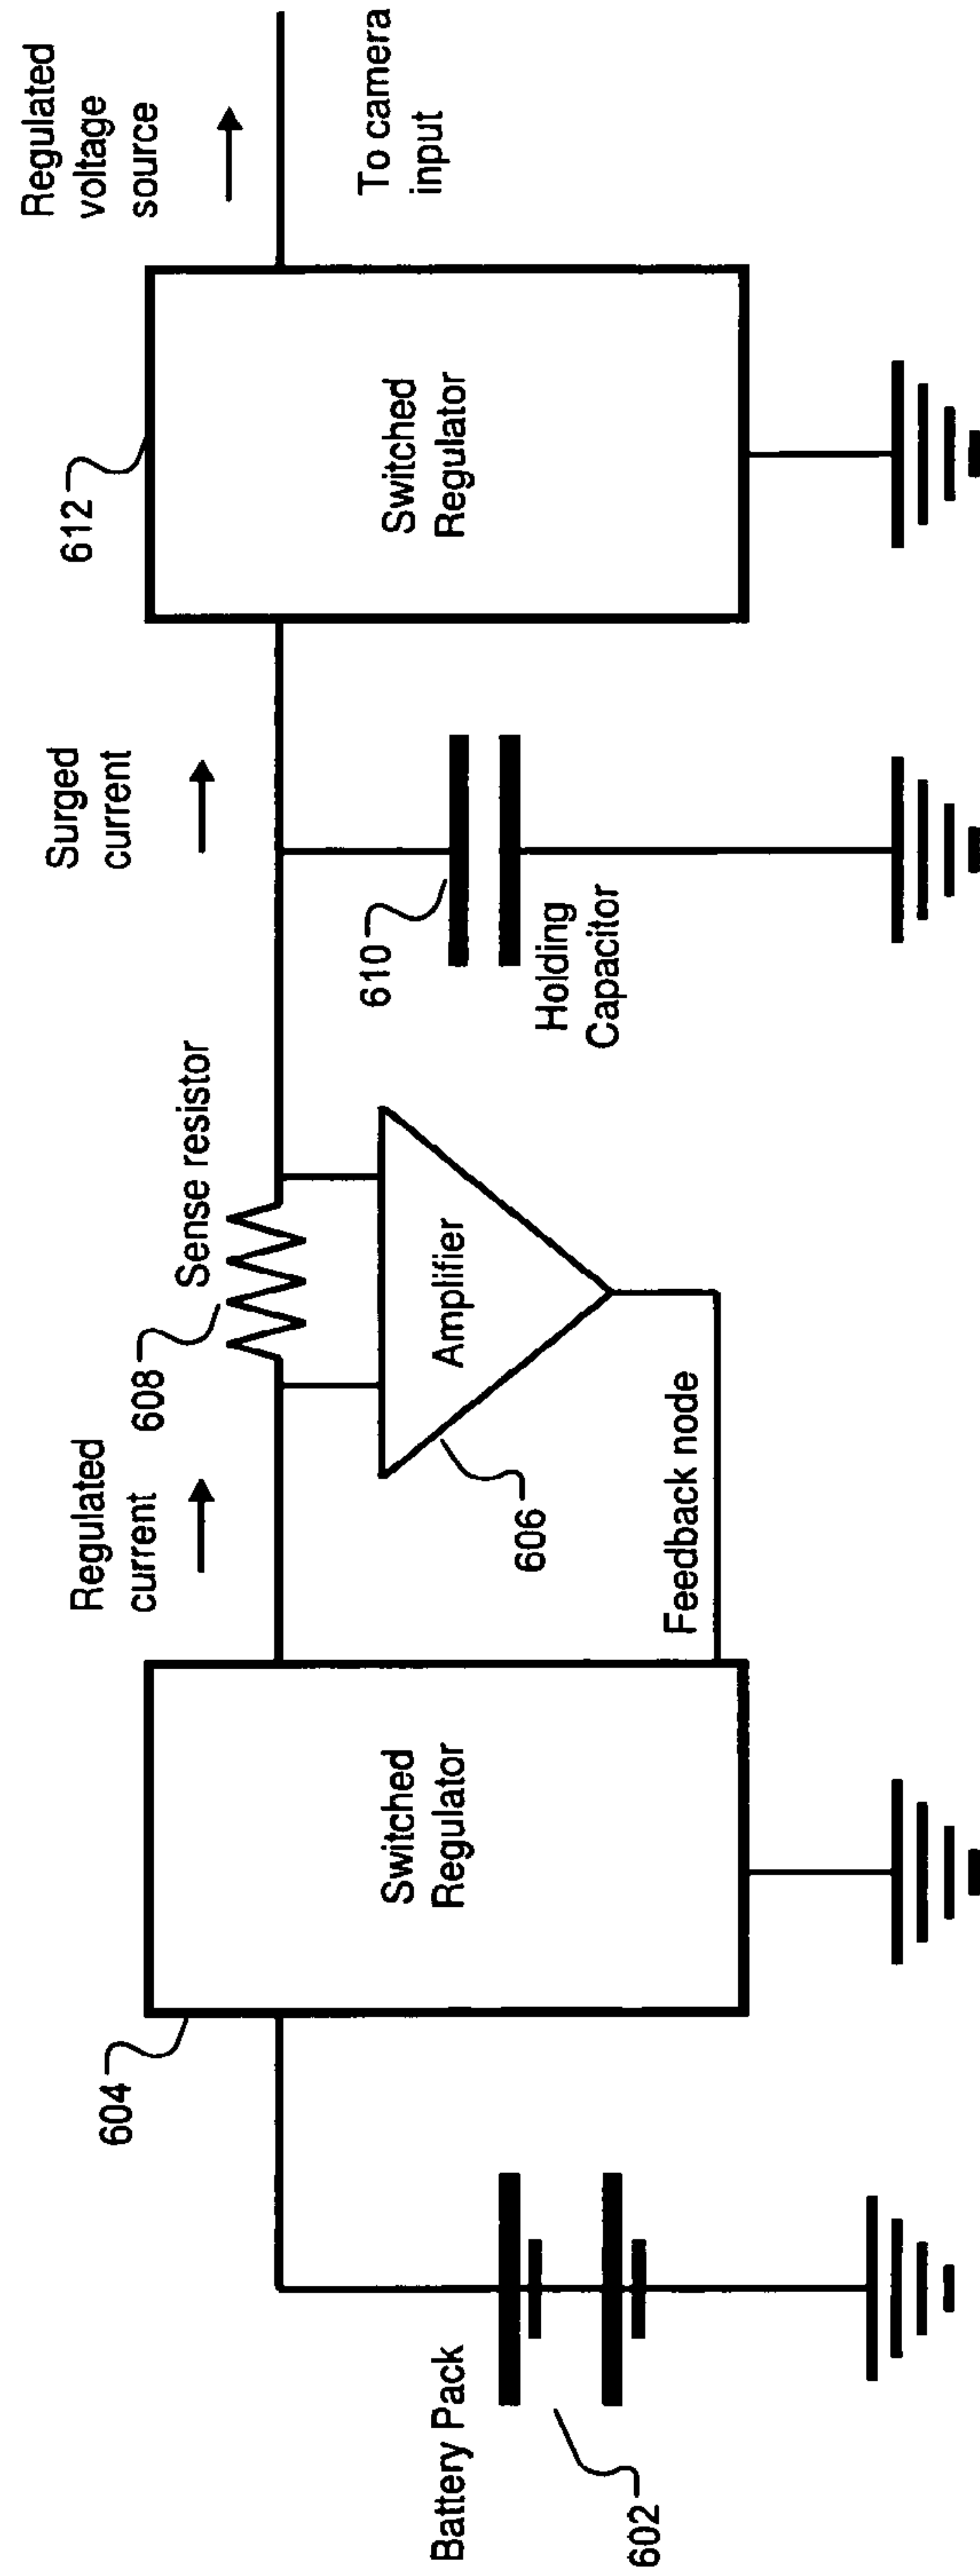 Battery Pack
602
604
Switched
Regulator
Regulated
current
608
Sense resistor
Amplifier
606
Feedback node
Surged
current
610
Holding
Capacitor
612
Switched
Regulator
Regulated
voltage
source
To camera
input